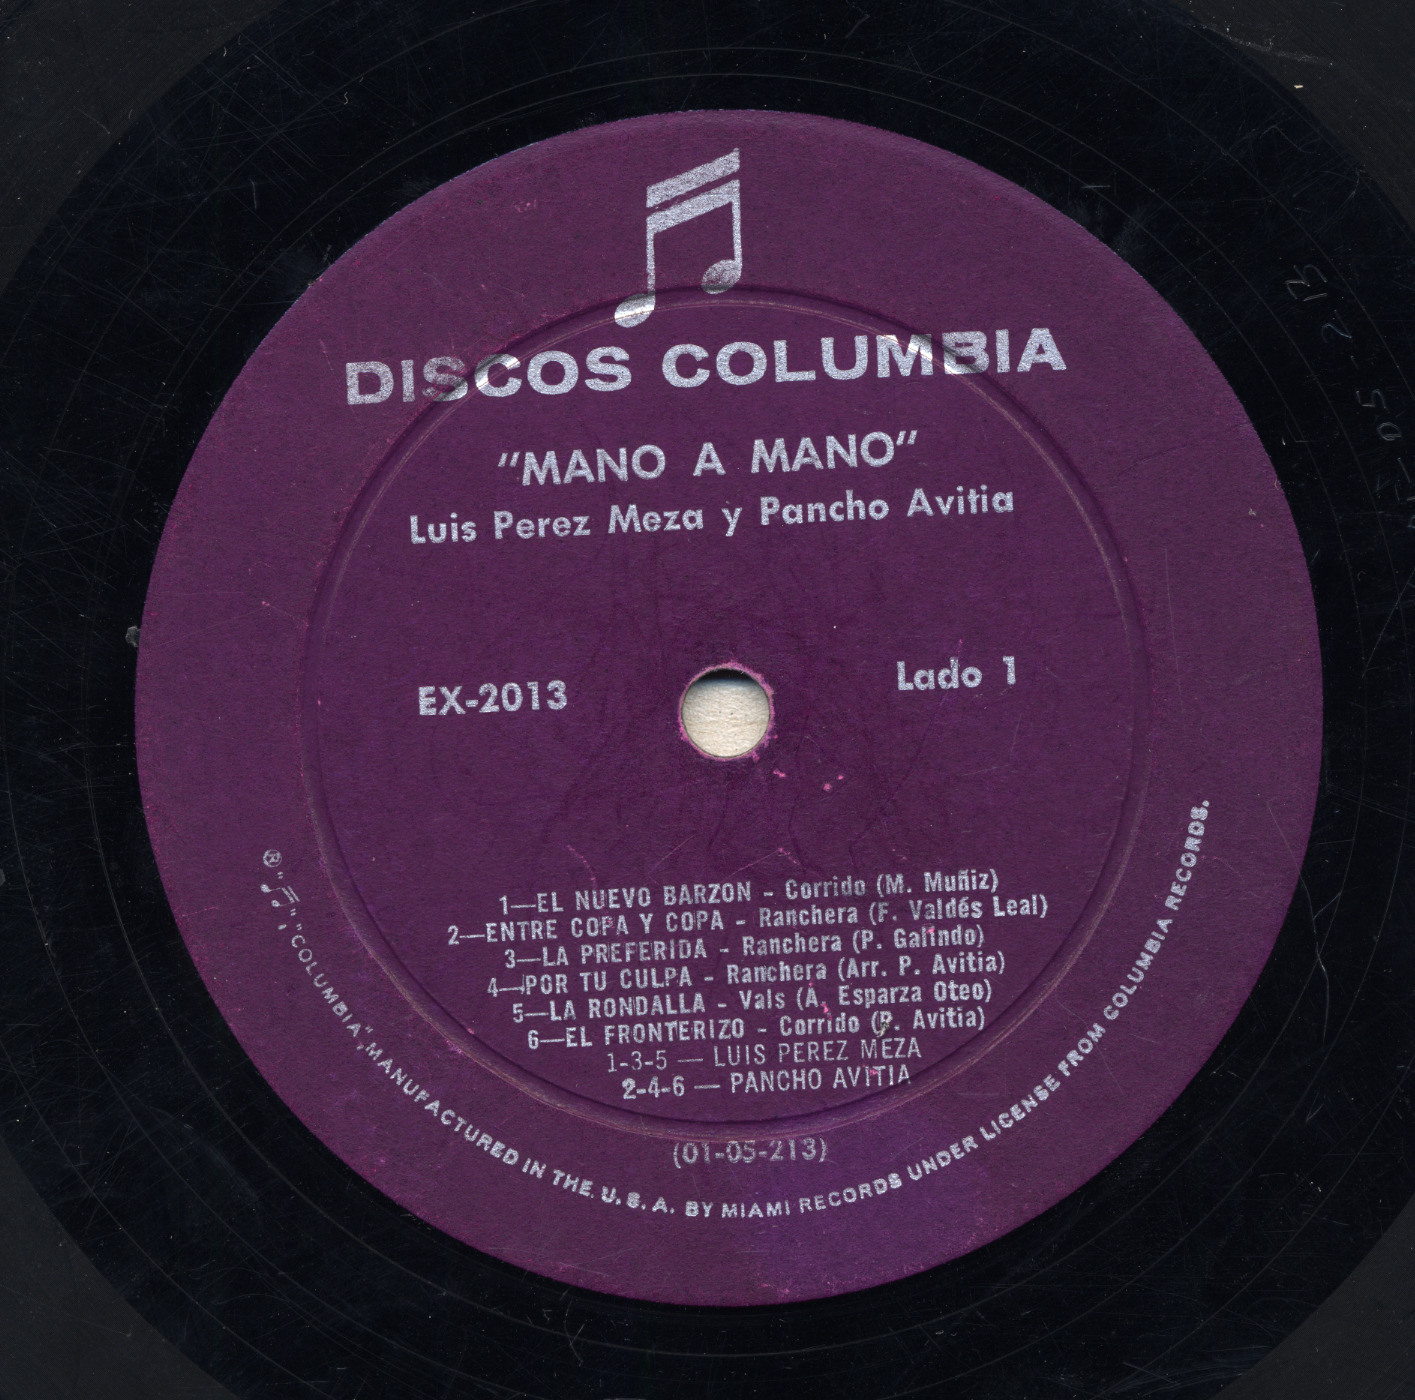 DISCOS COLUMBIA
"MANO A MANO"
Luis Perez Meza y Pancho Avitia
EX-2013
Lado 1
1—EL NUEVO BARZON - Corrido (M. Muñiz)
2—ENTRE COPA Y COPA - Ranchera (F. Valdés Leal)
3—LA PREFERIDA - Ranchera (P. Galindo)
4—POR TU CULPA - Ranchera (Arr. P. Avitia)
5—LA RONDALLA - Vals (A. Esparza Oteo)
6—EL FRONTERIZO - Corrido (P. Avitia)
1-3-5 — LUIS PEREZ MEZA
2-4-6 — PANCHO AVITIA
(01-05-213)
® "COLUMBIA", MANUFACTURED IN THE U. S. A. BY MIAMI RECORDS UNDER LICENSE FROM COLUMBIA RECORDS.